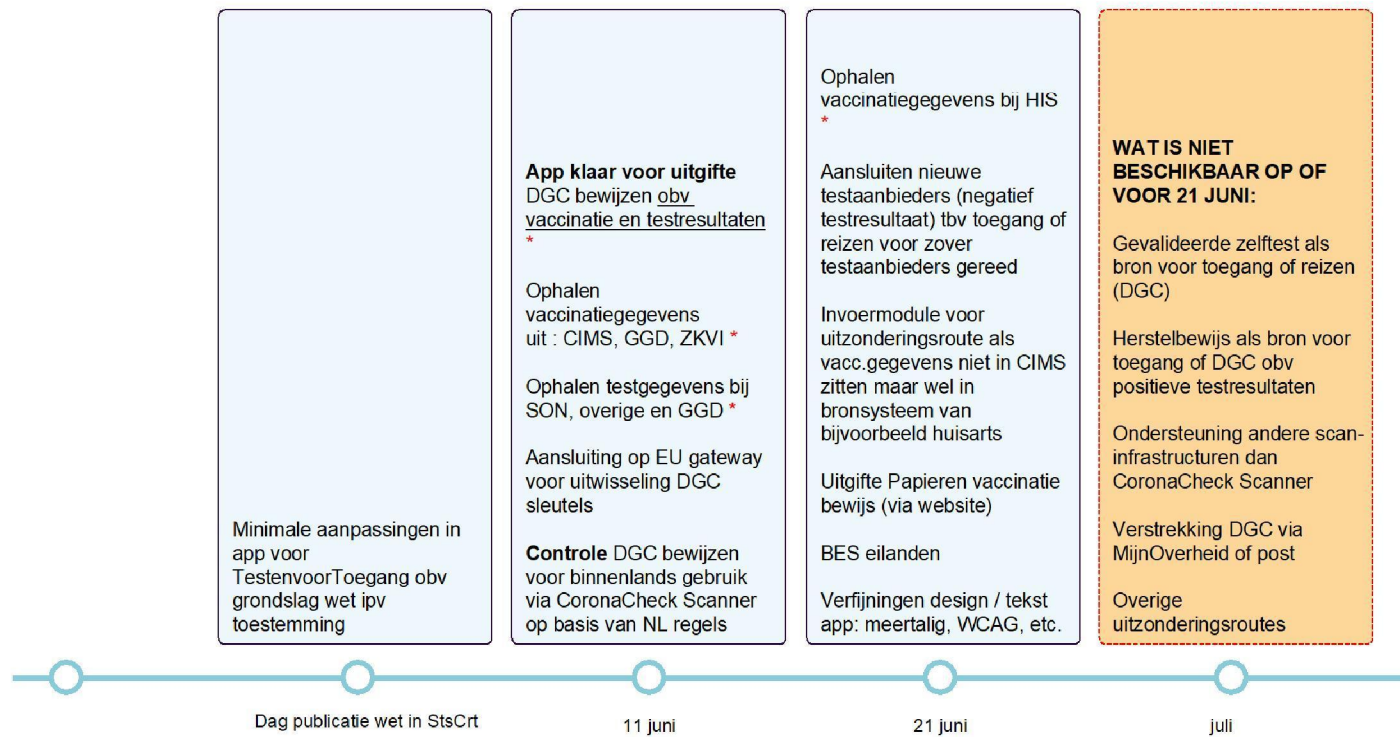 Minimale aanpassingen in
app voor
TestenvoorToegang obv
grondslag wet ipv
toestemming
App klaar voor uitgifte
DGC bewijzen obv
vaccinatie en testresultaten
*
Ophalen
vaccinatiegegevens
uit : CIMS, GGD, ZKVI *
Ophalen testgegevens bij
SON, overige en GGD *
Aansluiting op EU gateway
voor uitwisseling DGC
sleutels
Controle DGC bewijzen
voor binnenlands gebruik
via CoronaCheck Scanner
op basis van NL regels
Ophalen
vaccinatiegegevens bij HIS
*
Aansluiten nieuwe
testaanbieders (negatief
testresultaat) tbv toegang of
reizen voor zover
testaanbieders gereed
Invoermodule voor
uitzonderingsroute als
vacc.gegevens niet in CIMS
zitten maar wel in
bronsysteem van
bijvoorbeeld huisarts
Uitgifte Papieren vaccinatie
bewijs (via website)
BES eilanden
Verfijningen design / tekst
app: meertalig, WCAG, etc.
WAT IS NIET
BESCHIKBAAR OP OF
VOOR 21 JUNI:
Gevalideerde zelftest als
bron voor toegang of reizen
(DGC)
Herstelbewijs als bron voor
toegang of DGC obv
positieve testresultaten
Ondersteuning andere scan-
infrastructuren dan
CoronaCheck Scanner
Verstrekking DGC via
MijnOverheid of post
Overige
uitzonderingsroutes
Dag publicatie wet in StsCrt
11 juni
21 juni
juli